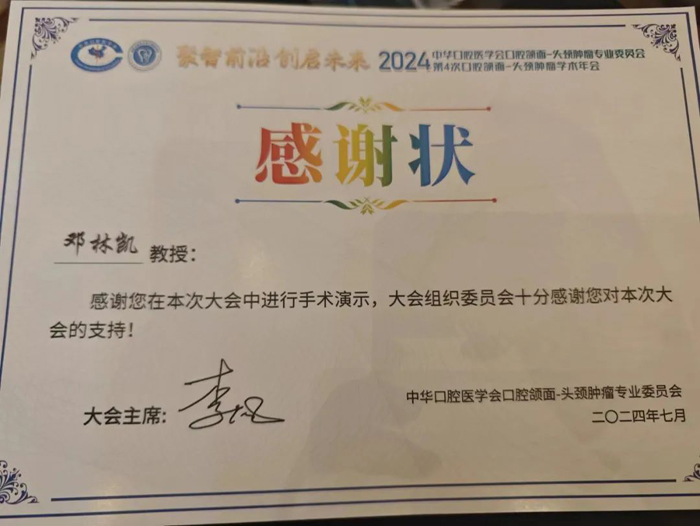 聚智前沿 创启未来 2024年 中华口腔医学会口腔颌面-头颈肿瘤专业委员会
第4次口腔颌面-头颈肿瘤学术年会
感谢状
邓林凯 教授：
感谢您在本次大会中进行手术演示，大会组织委员会十分感谢您对本次大
会的支持！
大会主席：
中华口腔医学会口腔颌面-头颈肿瘤专业委员会
二〇二四年七月